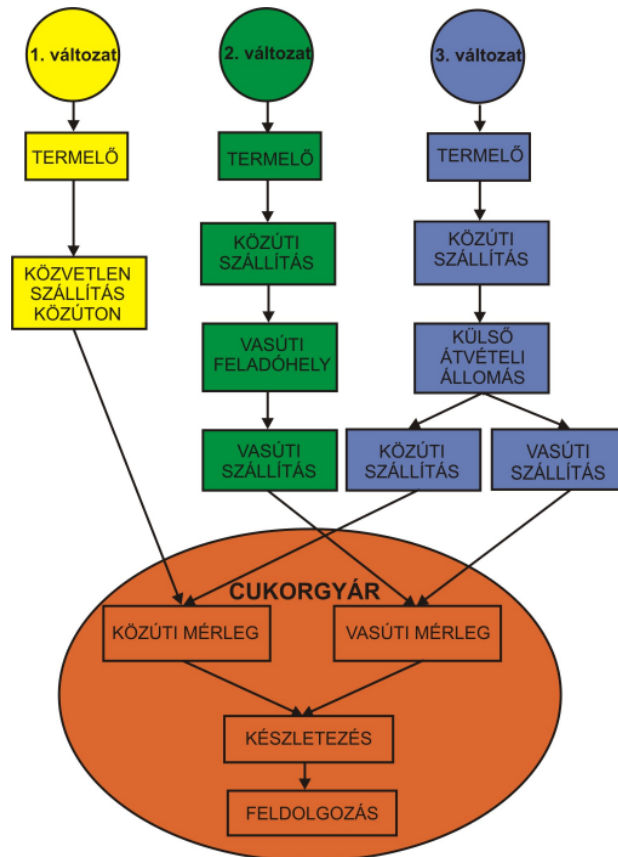 1. változat
2. változat
3. változat
TERMELŐ
TERMELŐ
TERMELŐ
KÖZÚTI
SZÁLLÍTÁS
KÖZÚTI
SZÁLLÍTÁS
KÖZVETLEN
SZÁLLÍTÁS
KÖZÚTON
VASÚTI
FELADÓHELY
KÜLSŐ
ÁTVÉTELI
ÁLLOMÁS
VASÚTI
SZÁLLÍTÁS
KÖZÚTI
SZÁLLÍTÁS
VASÚTI
SZÁLLÍTÁS
CUKORGYÁR
KÖZÚTI MÉRLEG
VASÚTI MÉRLEG
KÉSZLETEZÉS
FELDOLGOZÁS